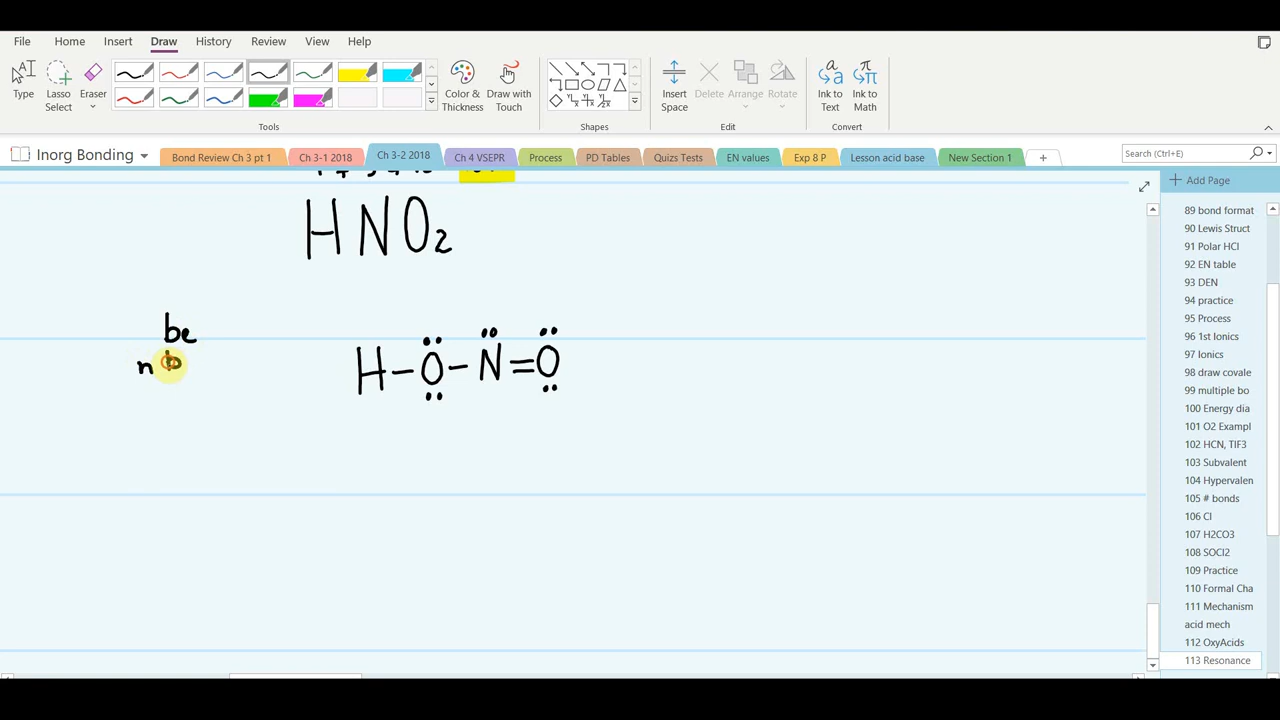 File Home Insert Draw History Review View Help
Type Lasso Select Eraser Color & Thickness Draw with Touch Insert Space Delete Arrange Rotate Ink to Text Ink to Math
Tools Shapes Edit Convert
Inorg Bonding Bond Review Ch 3 pt 1 Ch 3-1 2018 Ch 3-2 2018 Ch 4 VSEPR Process PD Tables Quizs Tests EN values Exp 8 P Lesson acid base New Section 1 Search (Ctrl+E)
Add Page
89 bond format
90 Lewis Struct
91 Polar HCl
92 EN table
93 DEN
94 practice
95 Process
96 1st Ionics
97 Ionics
98 draw covale
99 multiple bo
100 Energy dia
101 O2 Exampl
102 HCN, TIF3
103 Subvalent
104 Hypervalen
105 # bonds
106 CI
107 H2CO3
108 SOCl2
109 Practice
110 Formal Cha
111 Mechanism
acid mech
112 OxyAcids
113 Resonance
HNO2
be
n b
H-O-N=O